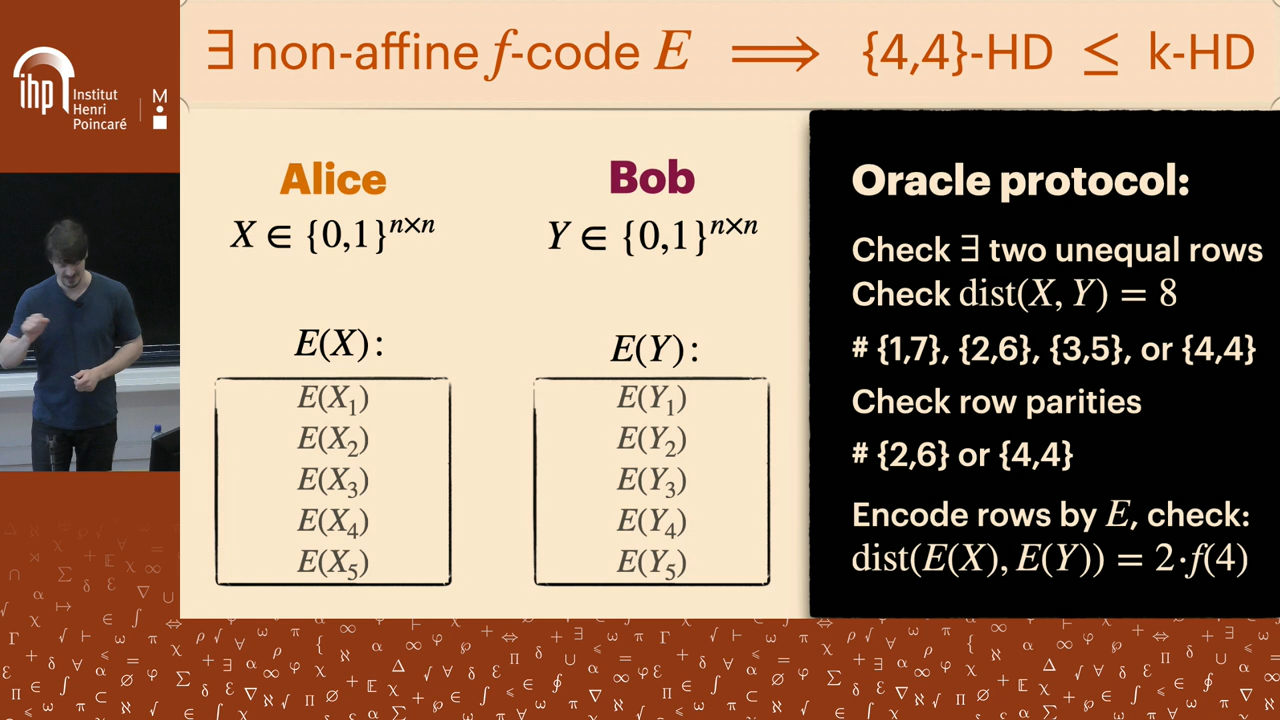 ∃ non-affine f-code E ⟹ {4,4}-HD ≤ k-HD
ihp
Institut
Henri
Poincaré
M
Alice
X ∈ {0,1}ⁿˣⁿ
E(X):
E(X₁)
E(X₂)
E(X₃)
E(X₄)
E(X₅)
Bob
Y ∈ {0,1}ⁿˣⁿ
E(Y):
E(Y₁)
E(Y₂)
E(Y₃)
E(Y₄)
E(Y₅)
Oracle protocol:
Check ∃ two unequal rows
Check dist(X, Y) = 8
# {1,7}, {2,6}, {3,5}, or {4,4}
Check row parities
# {2,6} or {4,4}
Encode rows by E, check:
dist(E(X), E(Y)) = 2·f(4)